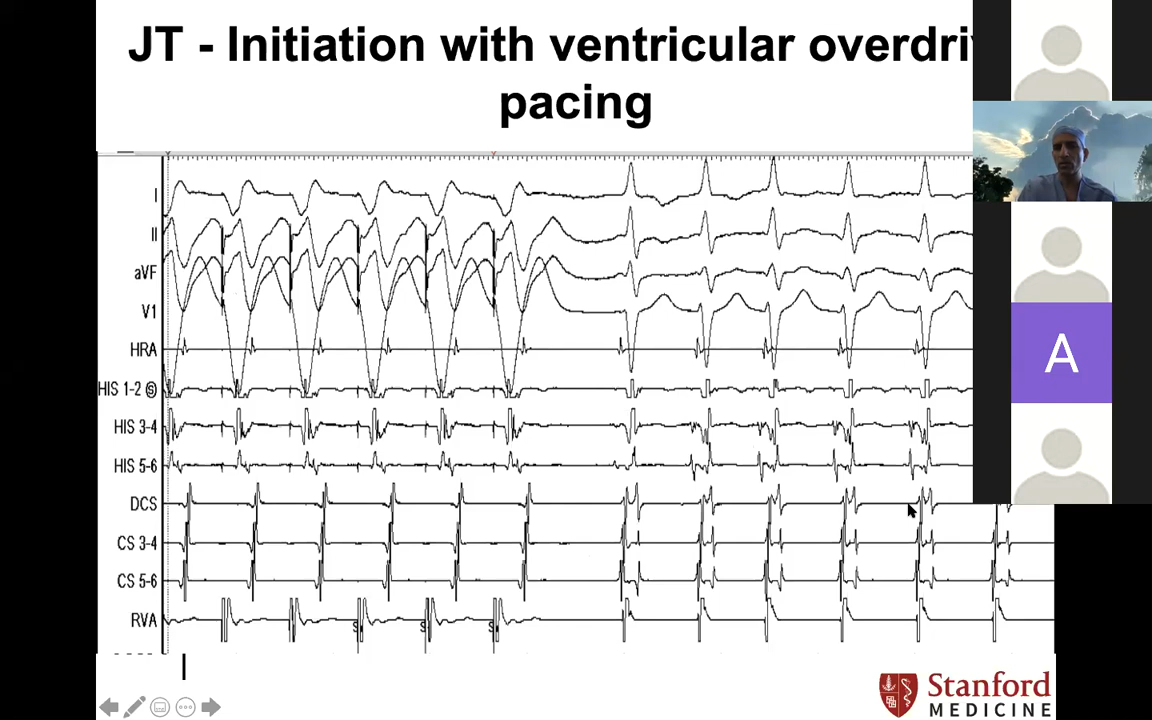 JT - Initiation with ventricular overdri
pacing
I
II
aVF
V1
HRA
HIS 1-2
HIS 3-4
HIS 5-6
DCS
CS 3-4
CS 5-6
RVA
S
S
S
A
Stanford
MEDICINE